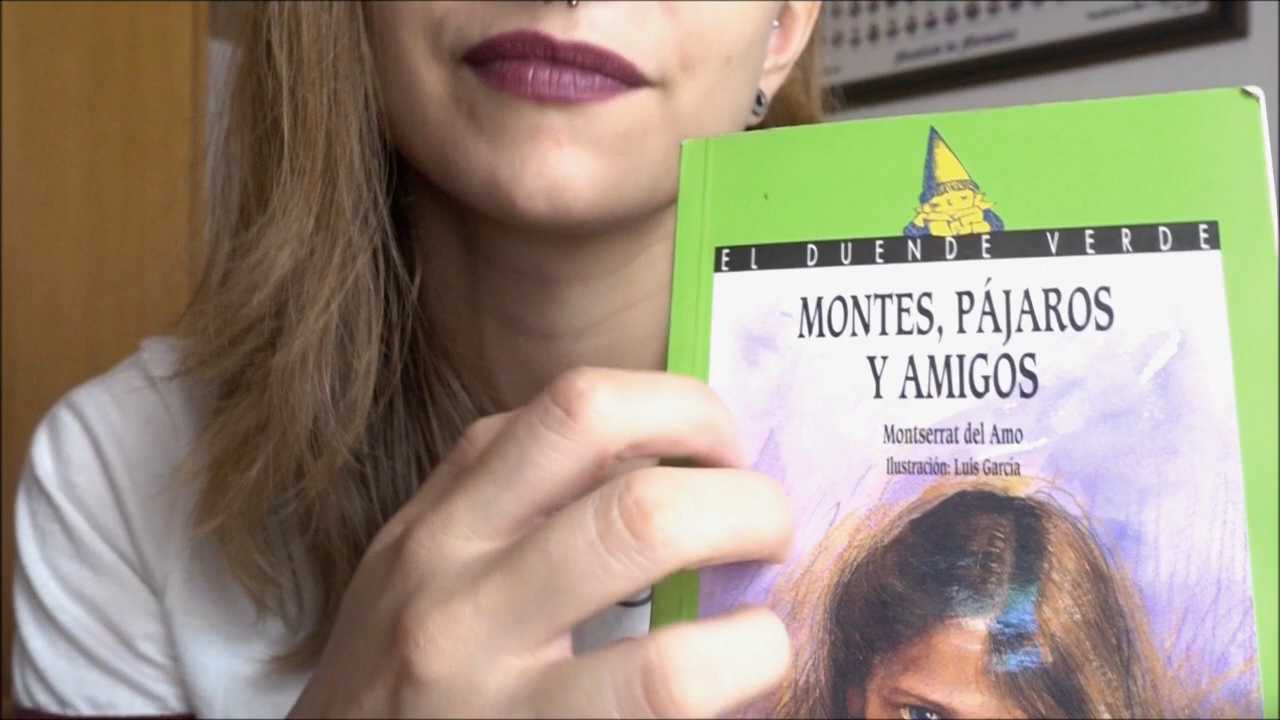 EL DUENDE VERDE
MONTES, PÁJAROS
Y AMIGOS
Montserrat del Amo
Ilustración: Luis García